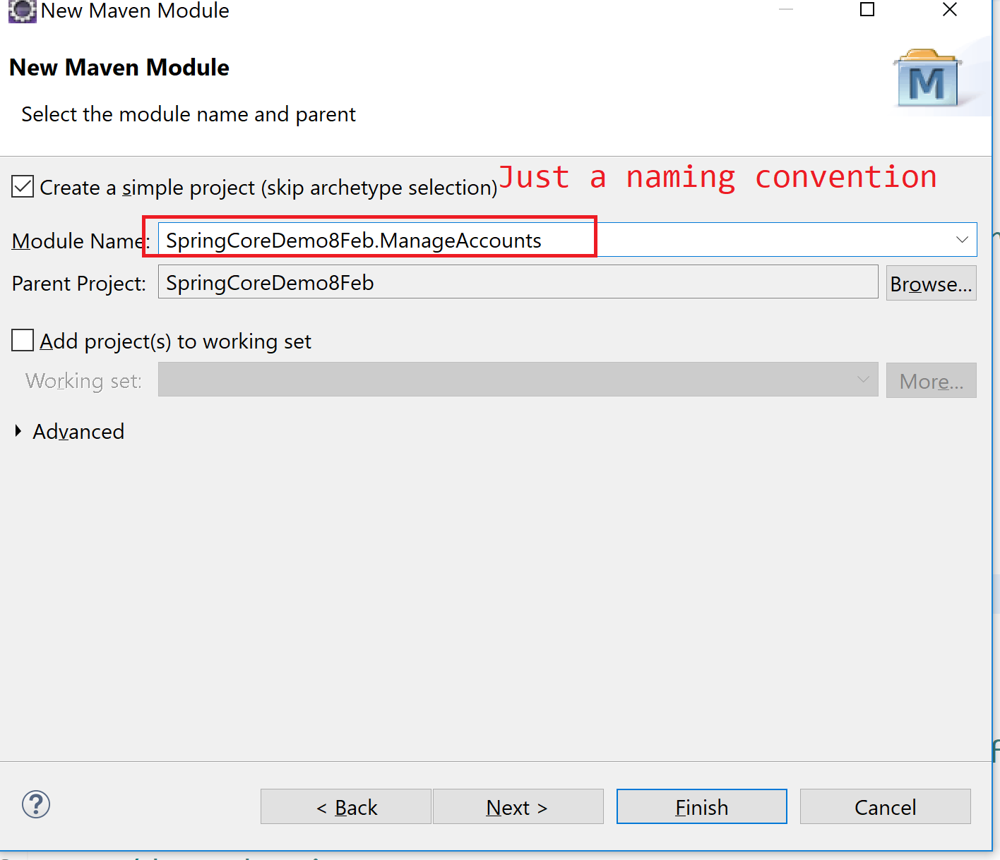 New Maven Module
New Maven Module
Select the module name and parent
Create a simple project (skip archetype selection)
Just a naming convention
Module Name: SpringCoreDemo8Feb.ManageAccounts
Parent Project: SpringCoreDemo8Feb Browse...
Add project(s) to working set
Working set: More...
Advanced
? < Back Next > Finish Cancel